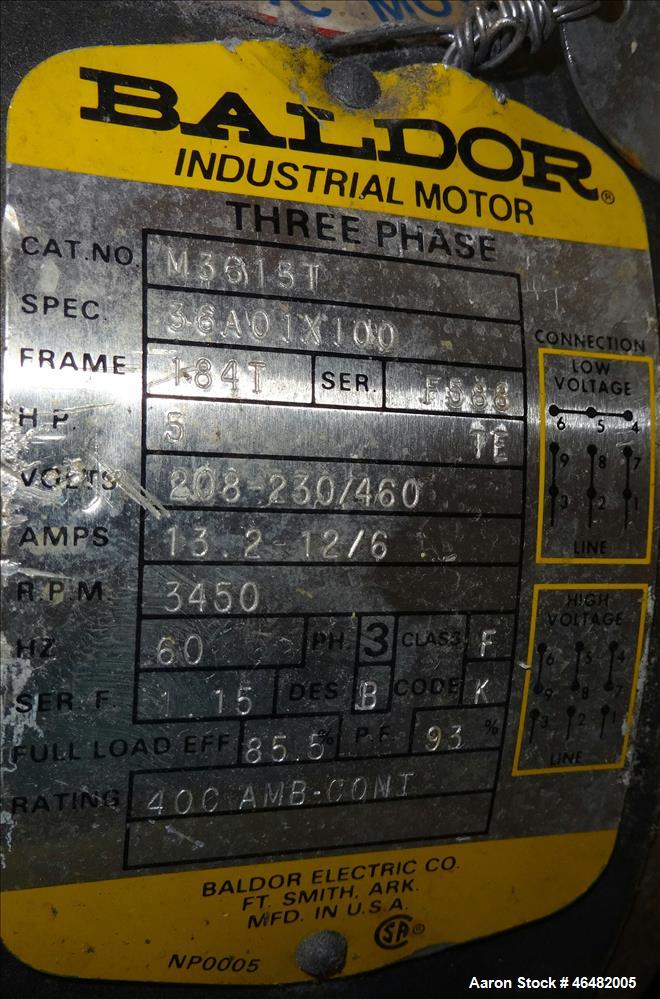 BALDOR®
INDUSTRIAL MOTOR
THREE PHASE
CAT.NO. M3613T
SPEC. 36A01X100
FRAME 184T SER. F588
H.P. 5 TE
VOLTS 208-230/460
AMPS 13.2-12/6
R.P.M. 3450
HZ 60 PH 3 CLASS F
SER. F. 1.15 DES B CODE K
FULL LOAD EFF 85.5% P.F. 93 %
RATING 40C AMB-CONT
CONNECTION
LOW
VOLTAGE
6 5 4
9 8 7
3 2 1
LINE
HIGH
VOLTAGE
6 5 4
9 8 7
3 2 1
LINE
BALDOR ELECTRIC CO.
FT. SMITH, ARK.
MFD. IN U.S.A.
SA®
NP0005
Aaron Stock # 46482005